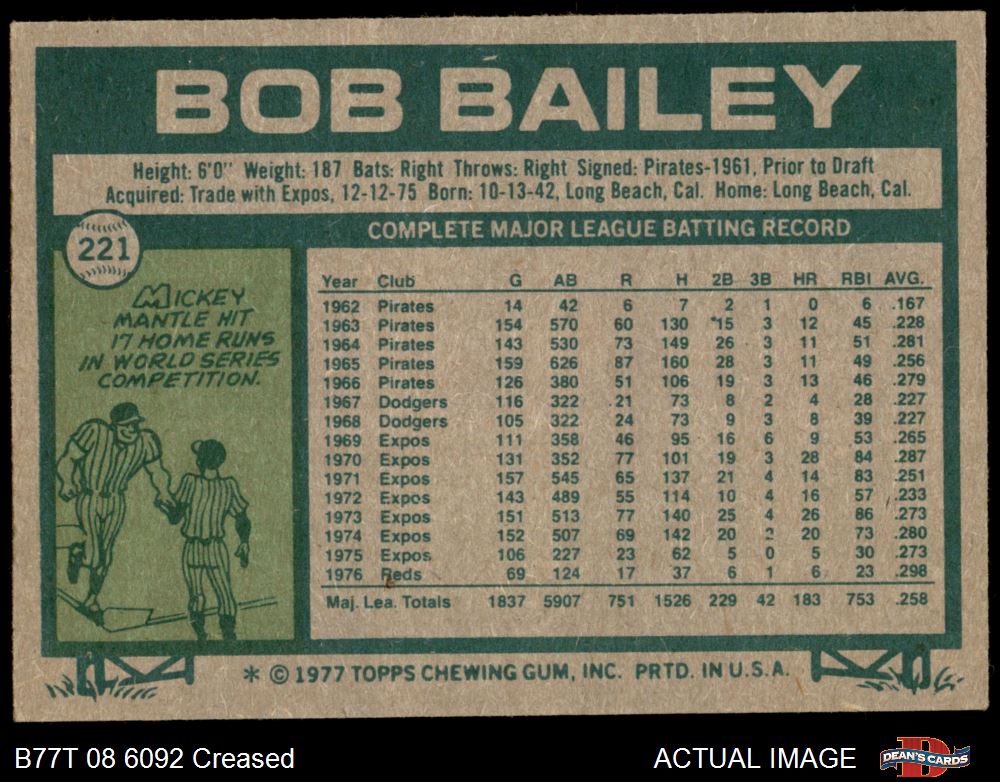 BOB BAILEY
Height: 6'0" Weight: 187 Bats: Right Throws: Right Signed: Pirates-1961, Prior to Draft
Acquired: Trade with Expos, 12-12-75 Born: 10-13-42, Long Beach, Cal. Home: Long Beach, Cal.
221
COMPLETE MAJOR LEAGUE BATTING RECORD
MICKEY
MANTLE HIT
17 HOME RUNS
IN WORLD SERIES
COMPETITION.
Year Club G AB R H 2B 3B HR RBI AVG.
1962 Pirates 14 42 6 7 2 1 0 6 .167
1963 Pirates 154 570 60 130 15 3 12 45 .228
1964 Pirates 143 530 73 149 26 3 11 51 .281
1965 Pirates 159 626 87 160 28 3 11 49 .256
1966 Pirates 126 380 51 106 19 3 13 46 .279
1967 Dodgers 116 322 21 73 8 2 4 28 .227
1968 Dodgers 105 322 24 73 9 3 8 39 .227
1969 Expos 111 358 46 95 16 6 9 53 .265
1970 Expos 131 352 77 101 19 3 28 84 .287
1971 Expos 157 545 65 137 21 4 14 83 .251
1972 Expos 143 489 55 114 10 4 16 57 .233
1973 Expos 151 513 77 140 25 4 26 86 .273
1974 Expos 152 507 69 142 20 2 20 73 .280
1975 Expos 106 227 23 62 5 0 5 30 .273
1976 Reds 69 124 17 37 6 1 6 23 .298
Maj. Lea. Totals 1837 5907 751 1526 229 42 183 753 .258
* © 1977 TOPPS CHEWING GUM, INC. PRTD. IN U.S.A.
B77T 08 6092 Creased
ACTUAL IMAGE
D
DEAN'S CARDS